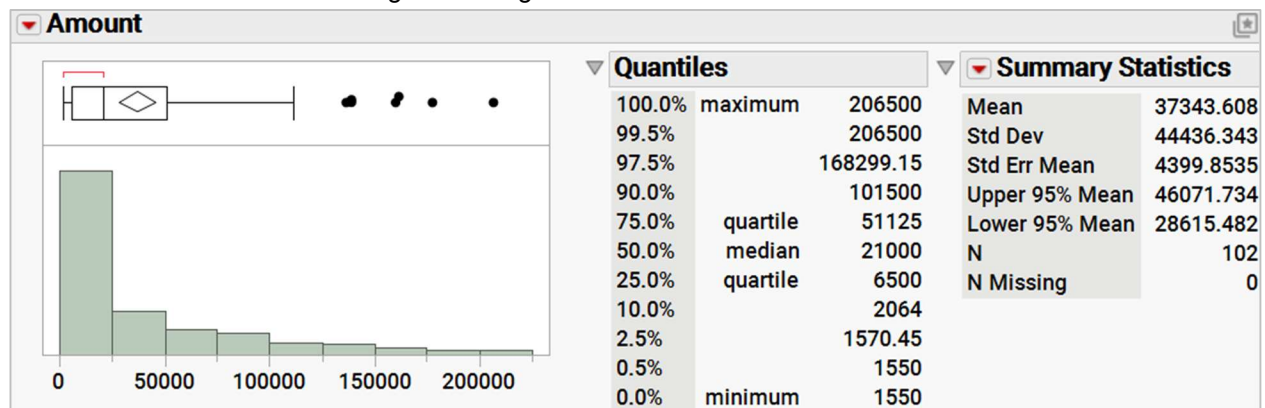 Amount
Quantiles
100.0% maximum 206500
99.5% 206500
97.5% 168299.15
90.0% 101500
75.0% quartile 51125
50.0% median 21000
25.0% quartile 6500
10.0% 2064
2.5% 1570.45
0.5% 1550
0.0% minimum 1550
Summary Statistics
Mean 37343.608
Std Dev 44436.343
Std Err Mean 4399.8535
Upper 95% Mean 46071.734
Lower 95% Mean 28615.482
N 102
N Missing 0
0 50000 100000 150000 200000